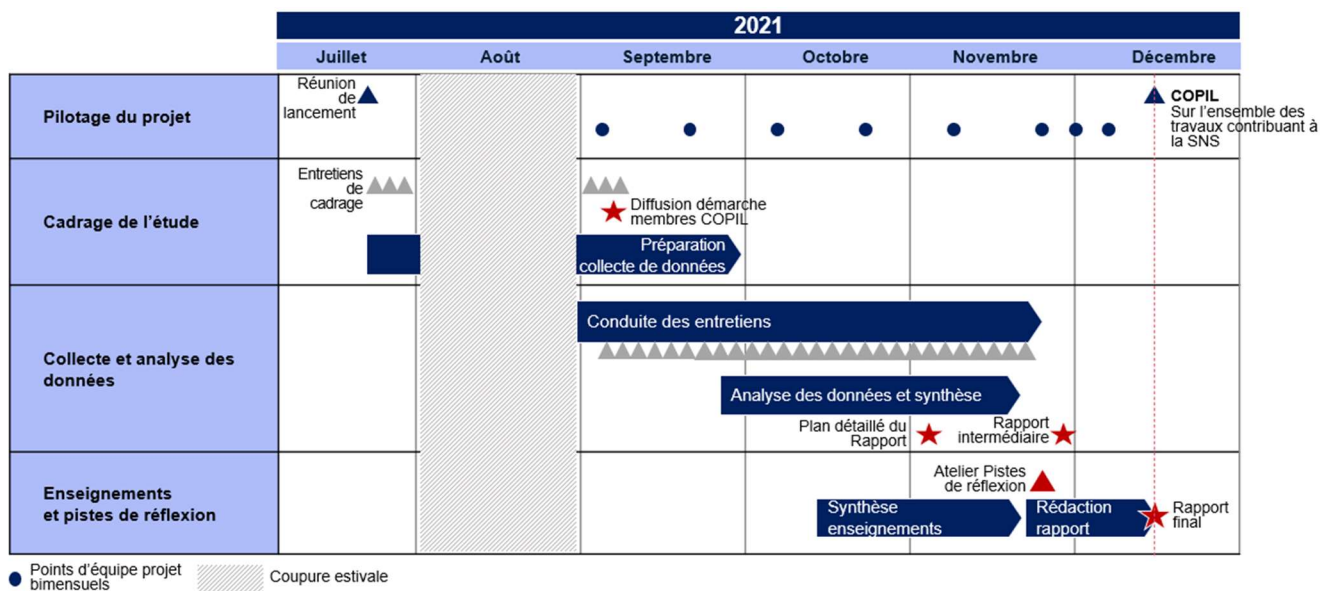 2021
Juillet
Août
Septembre
Octobre
Novembre
Décembre
Pilotage du projet
Réunion
de
lancement
COPIL
Sur l'ensemble des
travaux contribuant à
la SNS
Cadrage de l'étude
Entretiens
de
cadrage
Diffusion démarche
membres COPIL
Préparation
collecte de données
Collecte et analyse des
données
Conduite des entretiens
Analyse des données et synthèse
Plan détaillé du
Rapport
Rapport
intermédiaire
Enseignements
et pistes de réflexion
Atelier Pistes
de réflexion
Synthèse
enseignements
Rédaction
rapport
Rapport
final
Points d'équipe projet
bimensuels
Coupure estivale